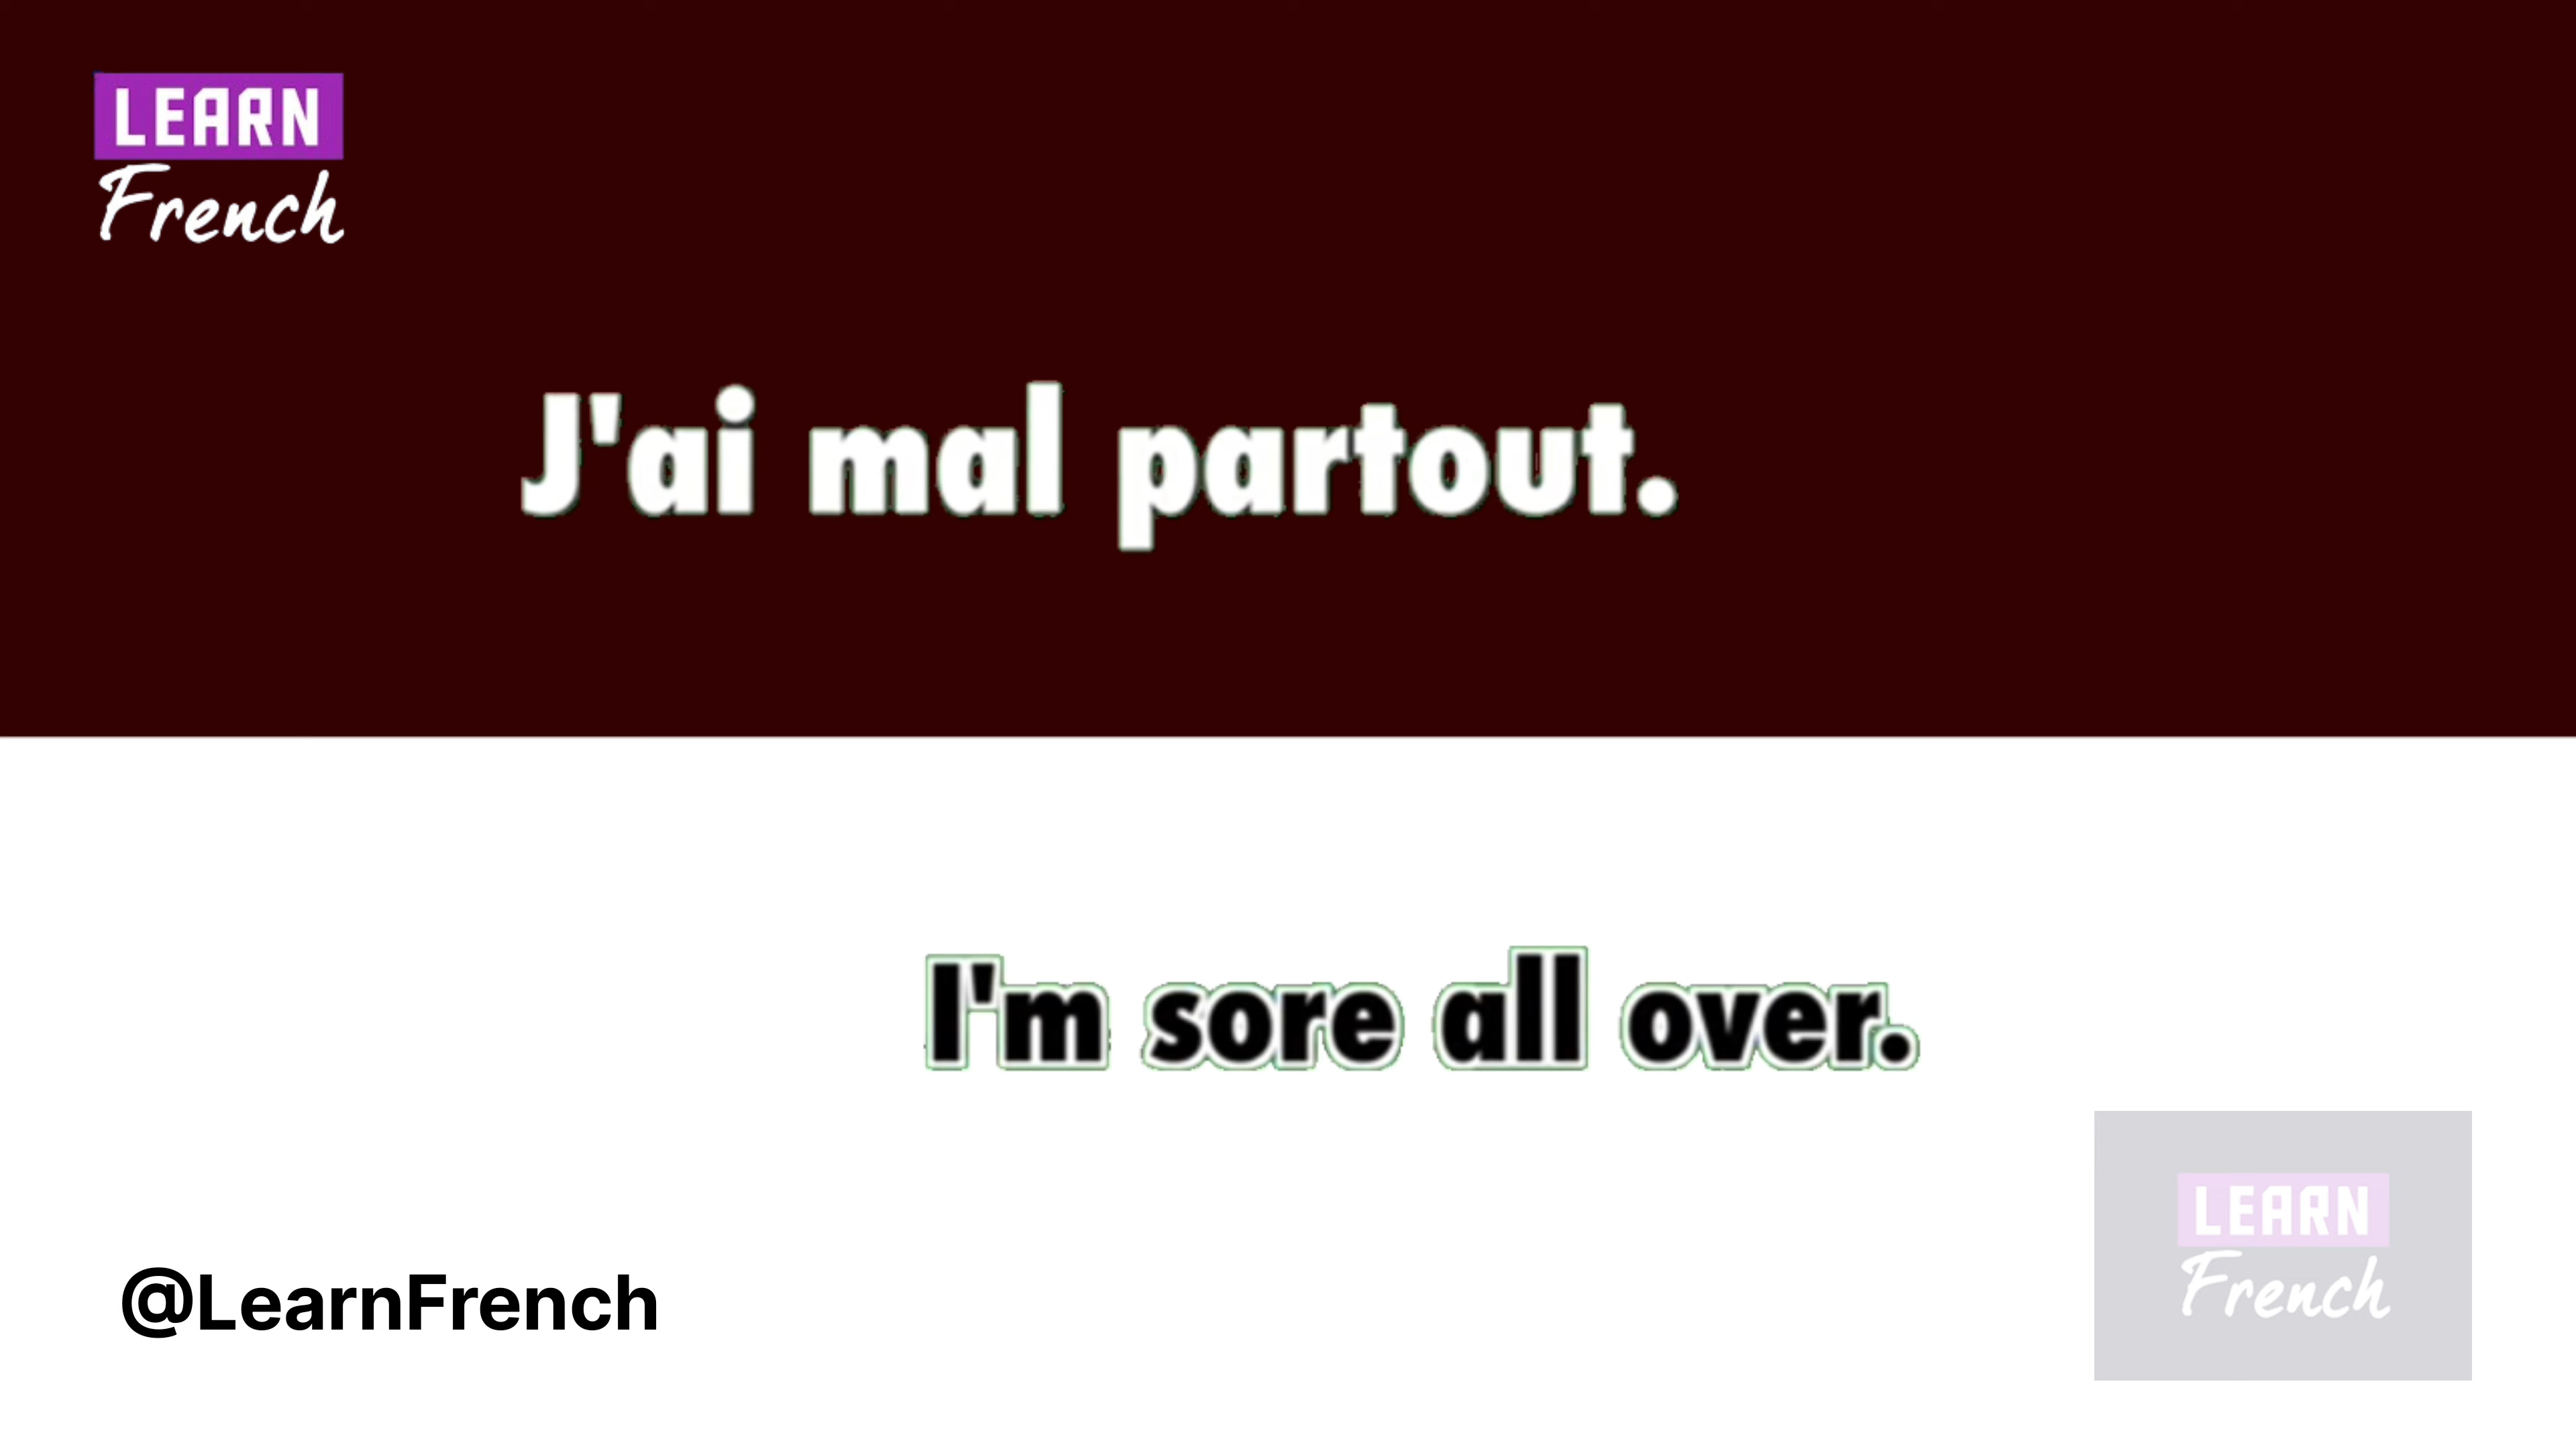 LEARN
French
J'ai mal partout.
I'm sore all over.
LEARN
French
@LearnFrench